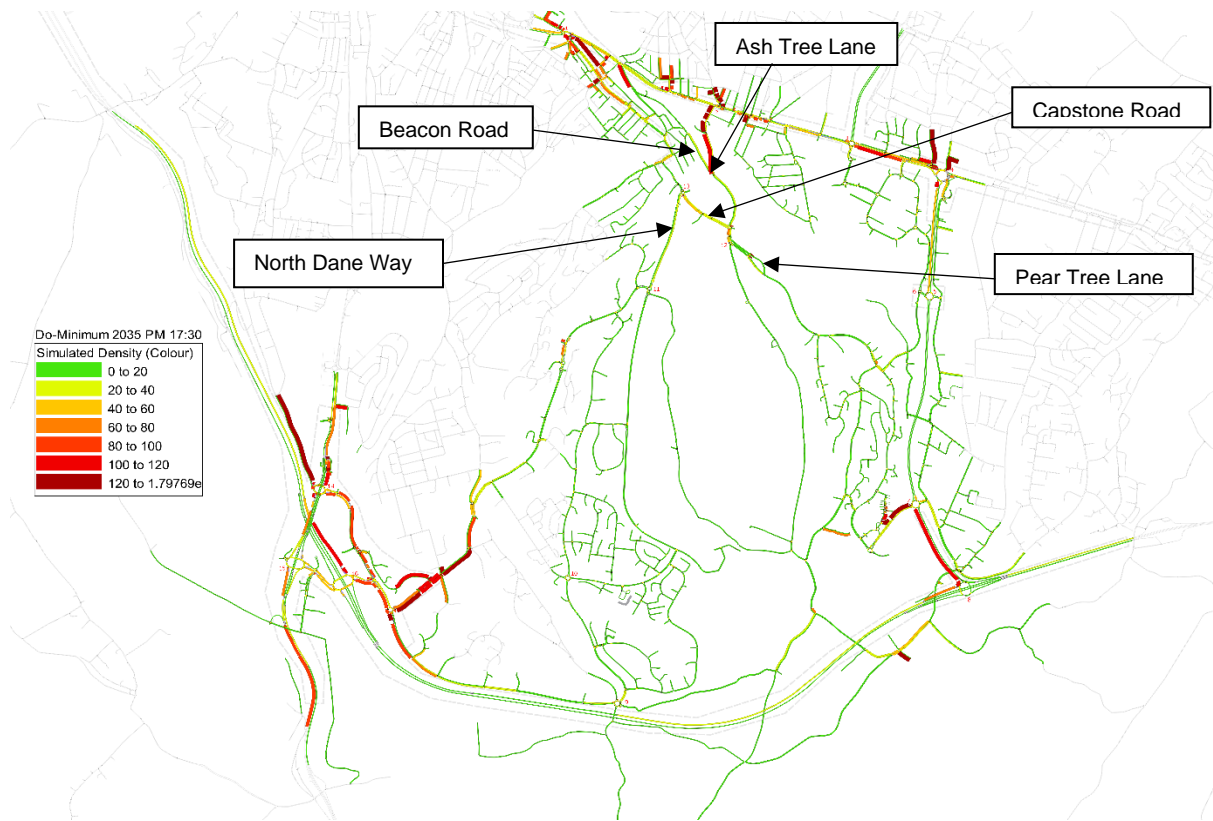 Ash Tree Lane
Capstone Road
Beacon Road
North Dane Way
Pear Tree Lane
Do-Minimum 2035 PM 17:30
Simulated Density (Colour)
0 to 20
20 to 40
40 to 60
60 to 80
80 to 100
100 to 120
120 to 1.79769e